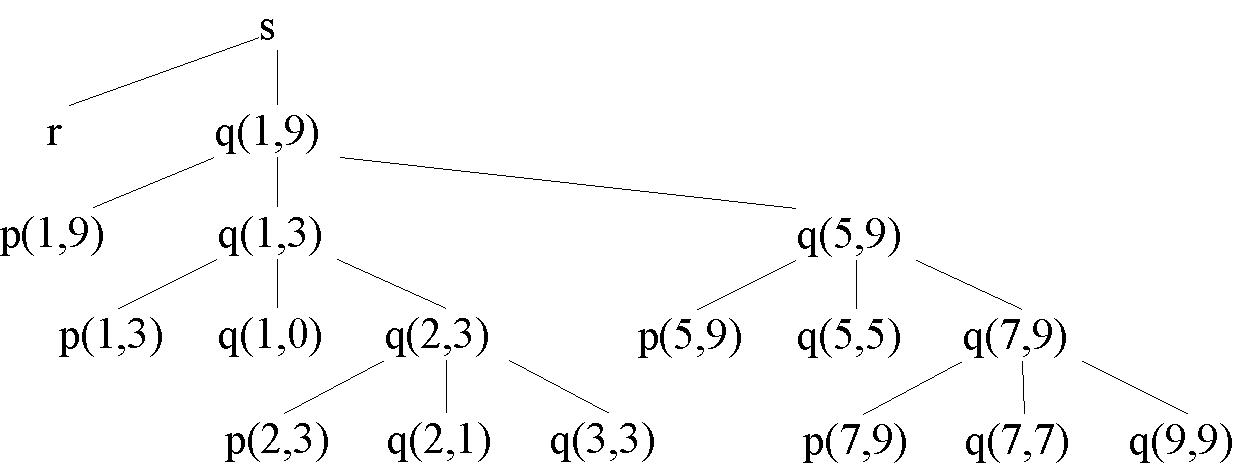 s
r q(1,9)
p(1,9) q(1,3) q(5,9)
p(1,3) q(1,0) q(2,3) p(5,9) q(5,5) q(7,9)
p(2,3) q(2,1) q(3,3) p(7,9) q(7,7) q(9,9)